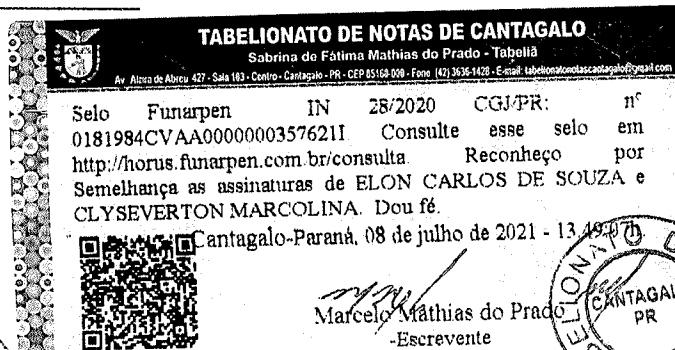 TABELIONATO DE NOTAS DE CANTAGALO
Sabrina de Fátima Mathias do Prado - Tabeliã
Av Alzira de Abreu 427 - Sala 103 - Centro - Cantagalo - PR - CEP 85160-000 - Fone (42) 3636-1428 - E-mail: tabelionatonotascantagalo@gmail.com
Selo Funarpen IN 28/2020 CGJ/PR: nº
0181984CVAA0000000357621I Consulte esse selo em
http://horus.funarpen.com.br/consulta. Reconheço por
Semelhança as assinaturas de ELON CARLOS DE SOUZA e
CLYSEVERTON MARCOLINA. Dou fé.
Cantagalo-Paraná, 08 de julho de 2021 - 13:49:07h.
Marcelo Mathias do Prado
-Escrevente
CANTAGAL
PR